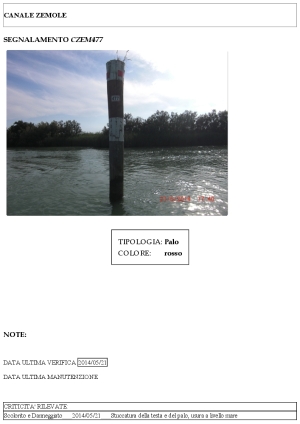 CANALE ZEMOLE
SEGNALAMENTO CZEM477
TIPOLOGIA: Palo
COLORE: rosso
NOTE:
DATA ULTIMA VERIFICA 2014/05/21
DATA ULTIMA MANUTENZIONE
CRITICITA' RILEVATE
Scolorito e Danneggiato 2014/05/21 Stuccatura della testa e del palo, usura a livello mare